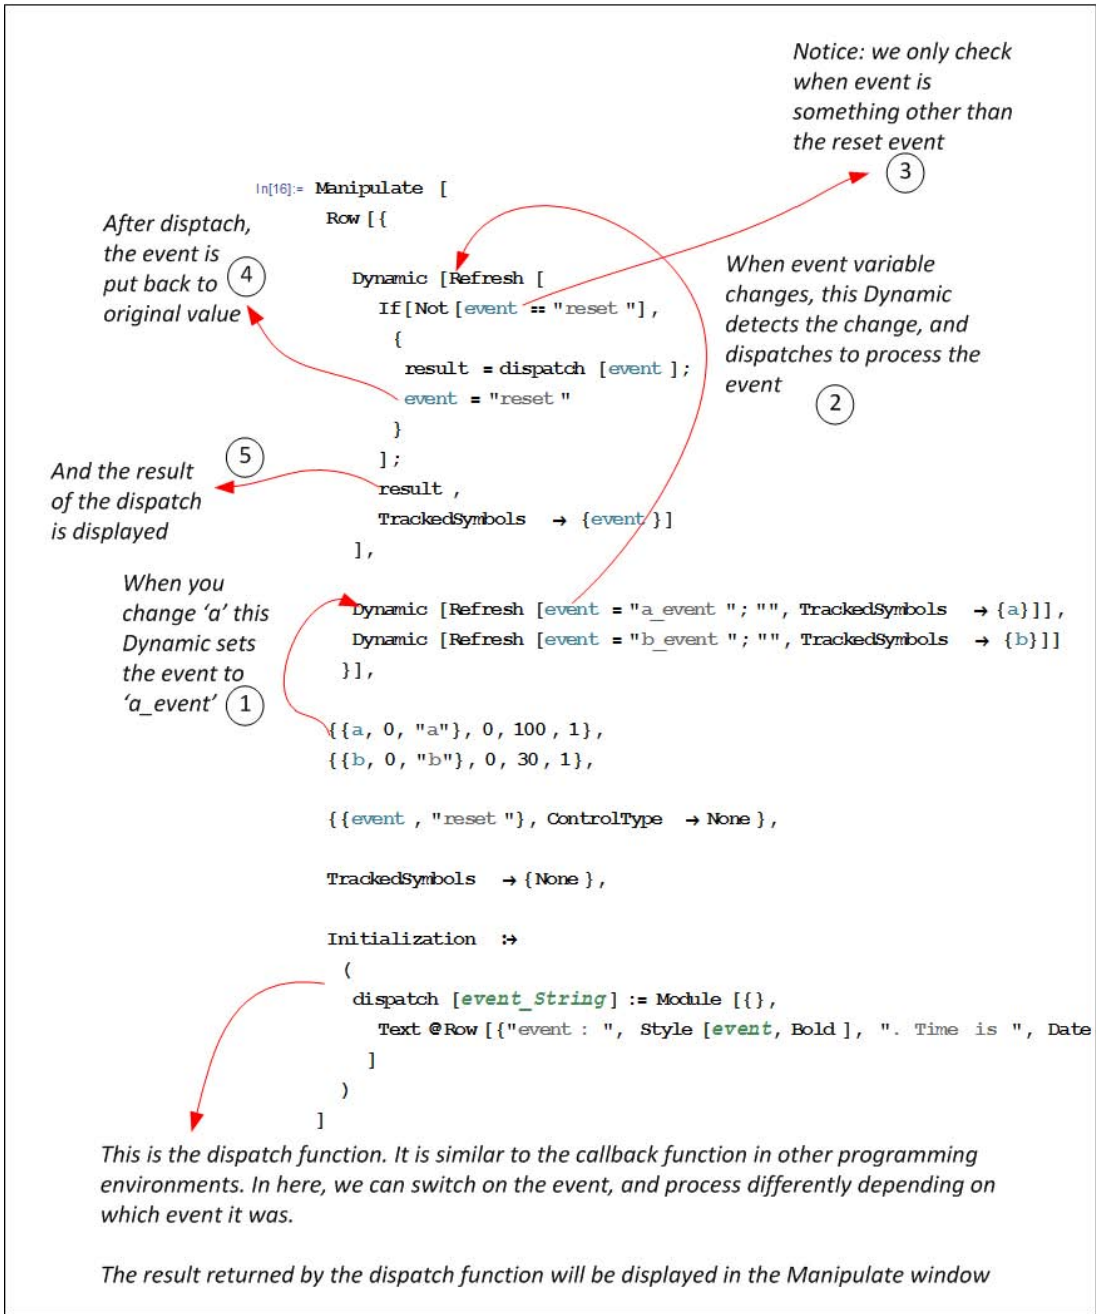 Notice: we only check
when event is
something other than
the reset event
3
In[16]:= Manipulate [
Row [{
After disptach,
the event is
put back to
original value
4
Dynamic [Refresh [
If[Not [event == "reset "],
{
result = dispatch [event ];
event = "reset "
}
];
result ,
TrackedSymbols → {event }]
],
When event variable
changes, this Dynamic
detects the change, and
dispatches to process the
event
2
5
And the result
of the dispatch
is displayed
When you
change ‘a’ this
Dynamic sets
the event to
‘a_event’
1
Dynamic [Refresh [event = "a_event "; "", TrackedSymbols → {a}]],
Dynamic [Refresh [event = "b_event "; "", TrackedSymbols → {b}]]
}],
{{a, 0, "a"}, 0, 100 , 1},
{{b, 0, "b"}, 0, 30 , 1},
{{event , "reset "}, ControlType → None },
TrackedSymbols → {None },
Initialization :→
(
dispatch [event_String] := Module [{},
Text @Row [{"event : ", Style [event, Bold ], ". Time is ", Date
]
)
]
This is the dispatch function. It is similar to the callback function in other programming
environments. In here, we can switch on the event, and process differently depending on
which event it was.
The result returned by the dispatch function will be displayed in the Manipulate window